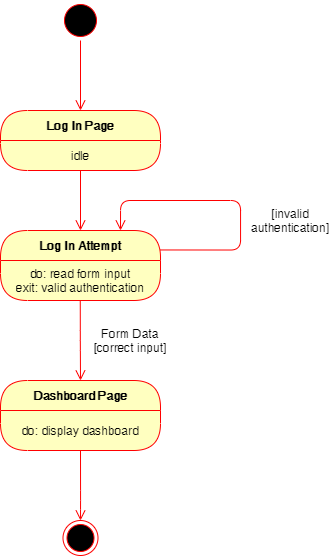 Log In Page
idle
[invalid
authentication]
Log In Attempt
do: read form input
exit: valid authentication
Form Data
[correct input]
Dashboard Page
do: display dashboard